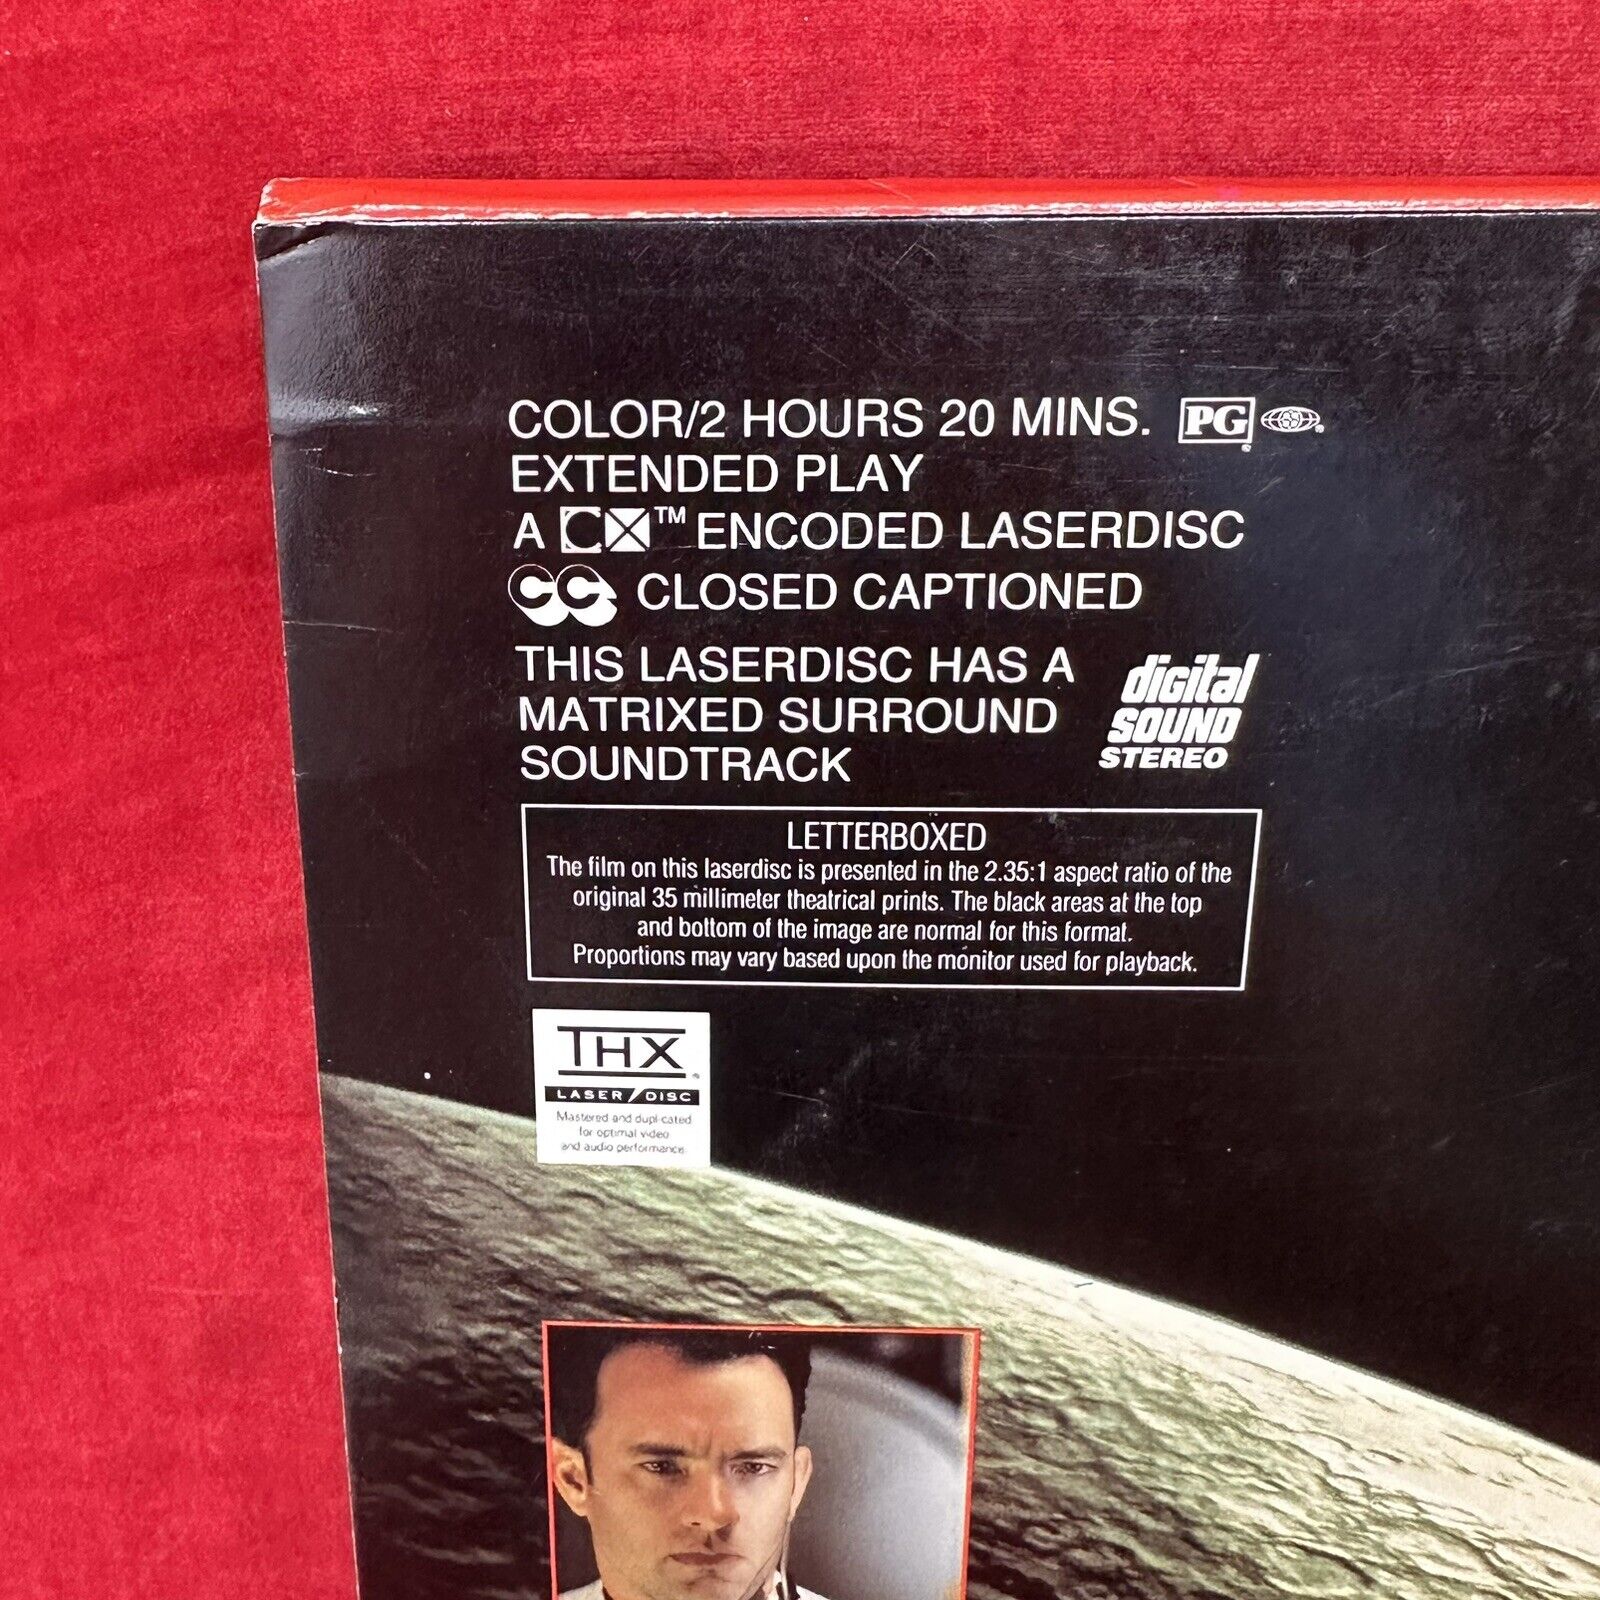 COLOR/2 HOURS 20 MINS. PG
EXTENDED PLAY
A CX™ ENCODED LASERDISC
CC CLOSED CAPTIONED
THIS LASERDISC HAS A
MATRIXED SURROUND
SOUNDTRACK
digital
SOUND
STEREO
LETTERBOXED
The film on this laserdisc is presented in the 2.35:1 aspect ratio of the
original 35 millimeter theatrical prints. The black areas at the top
and bottom of the image are normal for this format.
Proportions may vary based upon the monitor used for playback.
THX®
LASER/DISC
Mastered and dupli-cated
for optimal video
and audio performance